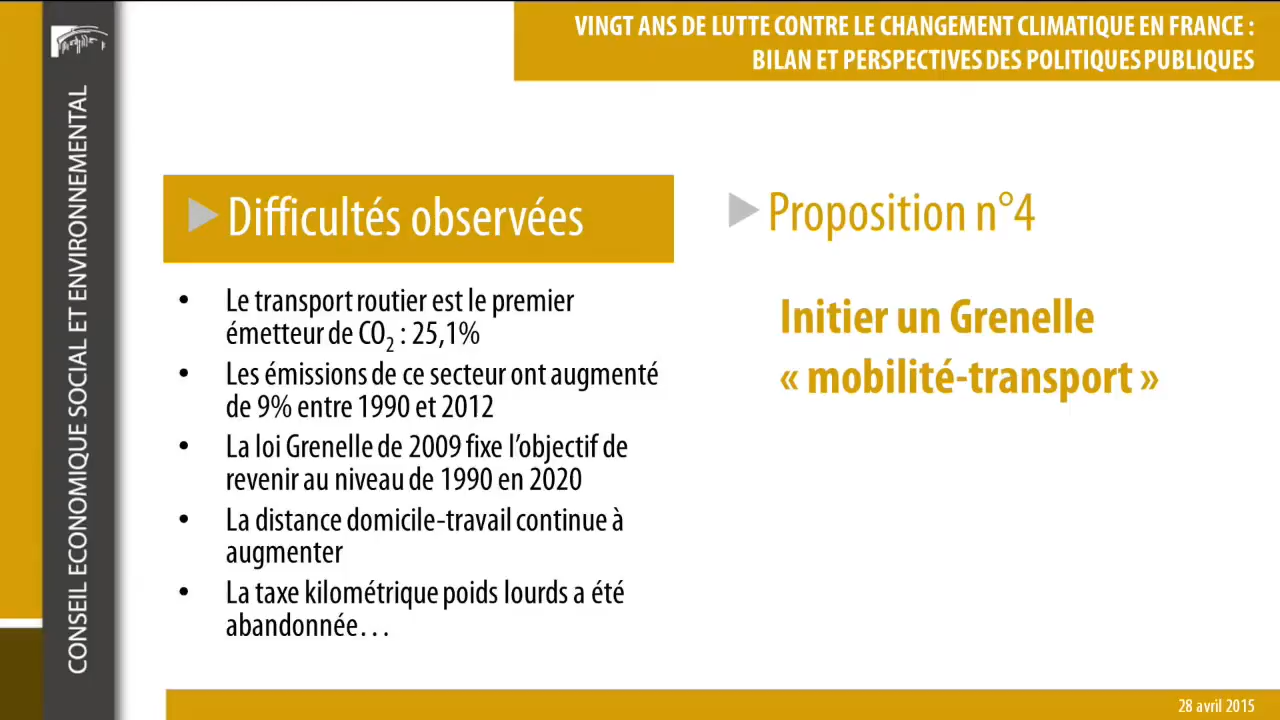 VINGT ANS DE LUTTE CONTRE LE CHANGEMENT CLIMATIQUE EN FRANCE :
BILAN ET PERSPECTIVES DES POLITIQUES PUBLIQUES
CONSEIL ECONOMIQUE SOCIAL ET ENVIRONNEMENTAL
Difficultés observées
• Le transport routier est le premier
émetteur de CO₂ : 25,1%
• Les émissions de ce secteur ont augmenté
de 9% entre 1990 et 2012
• La loi Grenelle de 2009 fixe l’objectif de
revenir au niveau de 1990 en 2020
• La distance domicile-travail continue à
augmenter
• La taxe kilométrique poids lourds a été
abandonnée…
Proposition n°4
Initier un Grenelle
« mobilité-transport »
28 avril 2015